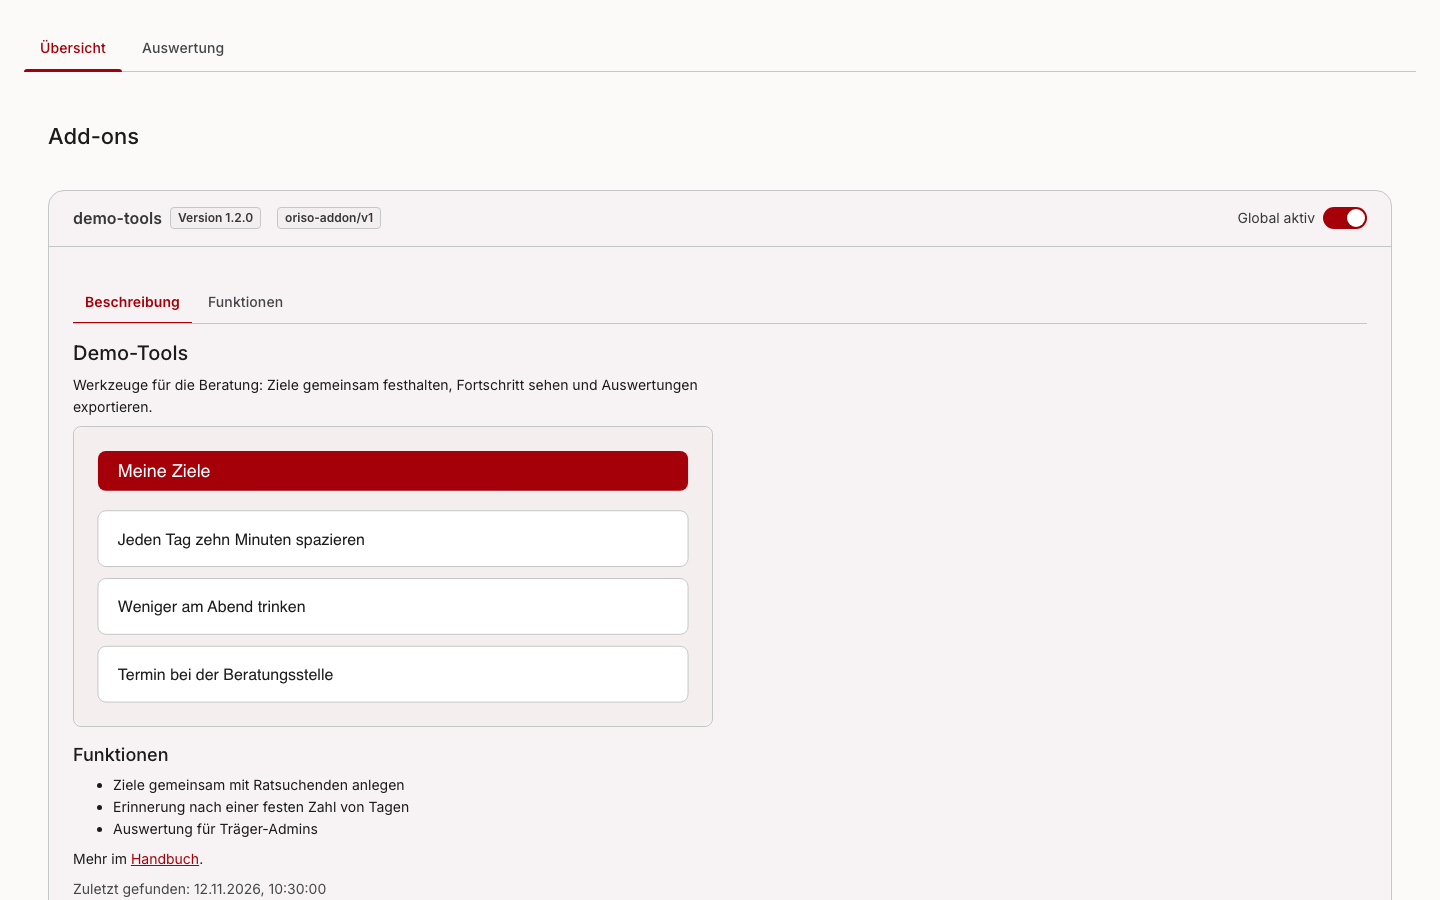 Übersicht Auswertung
Add-ons
demo-tools Version 1.2.0 oriso-addon/v1 Global aktiv
Beschreibung Funktionen
Demo-Tools
Werkzeuge für die Beratung: Ziele gemeinsam festhalten, Fortschritt sehen und Auswertungen
exportieren.
Meine Ziele
Jeden Tag zehn Minuten spazieren
Weniger am Abend trinken
Termin bei der Beratungsstelle
Funktionen
Ziele gemeinsam mit Ratsuchenden anlegen
Erinnerung nach einer festen Zahl von Tagen
Auswertung für Träger-Admins
Mehr im Handbuch.
Zuletzt gefunden: 12.11.2026, 10:30:00